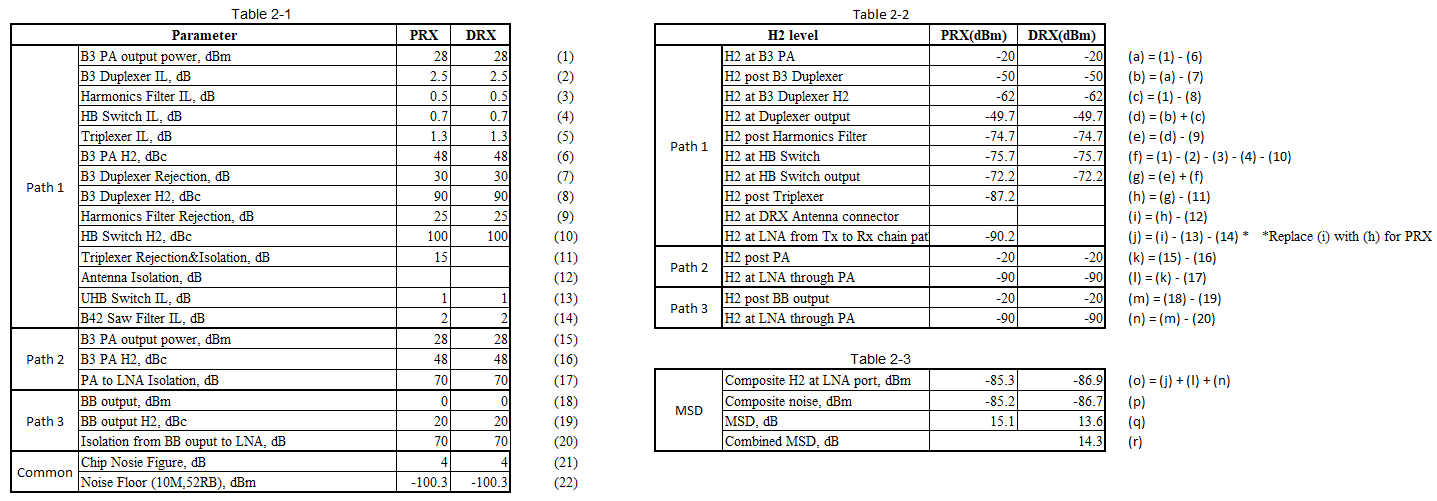 Table 2-1
Parameter PRX DRX
Path 1
B3 PA output power, dBm 28 28 (1)
B3 Duplexer IL, dB 2.5 2.5 (2)
Harmonics Filter IL, dB 0.5 0.5 (3)
HB Switch IL, dB 0.7 0.7 (4)
Triplexer IL, dB 1.3 1.3 (5)
B3 PA H2, dBc 48 48 (6)
B3 Duplexer Rejection, dB 30 30 (7)
B3 Duplexer H2, dBc 90 90 (8)
Harmonics Filter Rejection, dB 25 25 (9)
HB Switch H2, dBc 100 100 (10)
Triplexer Rejection&Isolation, dB 15 (11)
Antenna Isolation, dB (12)
UHB Switch IL, dB 1 1 (13)
B42 Saw Filter IL, dB 2 2 (14)
Path 2
B3 PA output power, dBm 28 28 (15)
B3 PA H2, dBc 48 48 (16)
PA to LNA Isolation, dB 70 70 (17)
Path 3
BB output, dBm 0 0 (18)
BB output H2, dBc 20 20 (19)
Isolation from BB ouput to LNA, dB 70 70 (20)
Common
Chip Nosie Figure, dB 4 4 (21)
Noise Floor (10M,52RB), dBm -100.3 -100.3 (22)
Table 2-2
H2 level PRX(dBm) DRX(dBm)
Path 1
H2 at B3 PA -20 -20 (a) = (1) - (6)
H2 post B3 Duplexer -50 -50 (b) = (a) - (7)
H2 at B3 Duplexer H2 -62 -62 (c) = (1) - (8)
H2 at Duplexer output -49.7 -49.7 (d) = (b) + (c)
H2 post Harmonics Filter -74.7 -74.7 (e) = (d) - (9)
H2 at HB Switch -75.7 -75.7 (f) = (1) - (2) - (3) - (4) - (10)
H2 at HB Switch output -72.2 -72.2 (g) = (e) + (f)
H2 post Triplexer -87.2 (h) = (g) - (11)
H2 at DRX Antenna connector (i) = (h) - (12)
H2 at LNA from Tx to Rx chain pat -90.2 (j) = (i) - (13) - (14) * *Replace (i) with (h) for PRX
Path 2
H2 post PA -20 -20 (k) = (15) - (16)
H2 at LNA through PA -90 -90 (l) = (k) - (17)
Path 3
H2 post BB output -20 -20 (m) = (18) - (19)
H2 at LNA through PA -90 -90 (n) = (m) - (20)
Table 2-3
MSD
Composite H2 at LNA port, dBm -85.3 -86.9 (o) = (j) + (l) + (n)
Composite noise, dBm -85.2 -86.7 (p)
MSD, dB 15.1 13.6 (q)
Combined MSD, dB 14.3 (r)